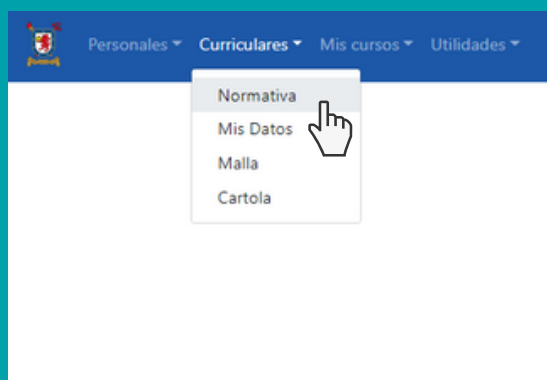 Personales Curriculares Mis cursos Utilidades
Normativa
Mis Datos
Malla
Cartola